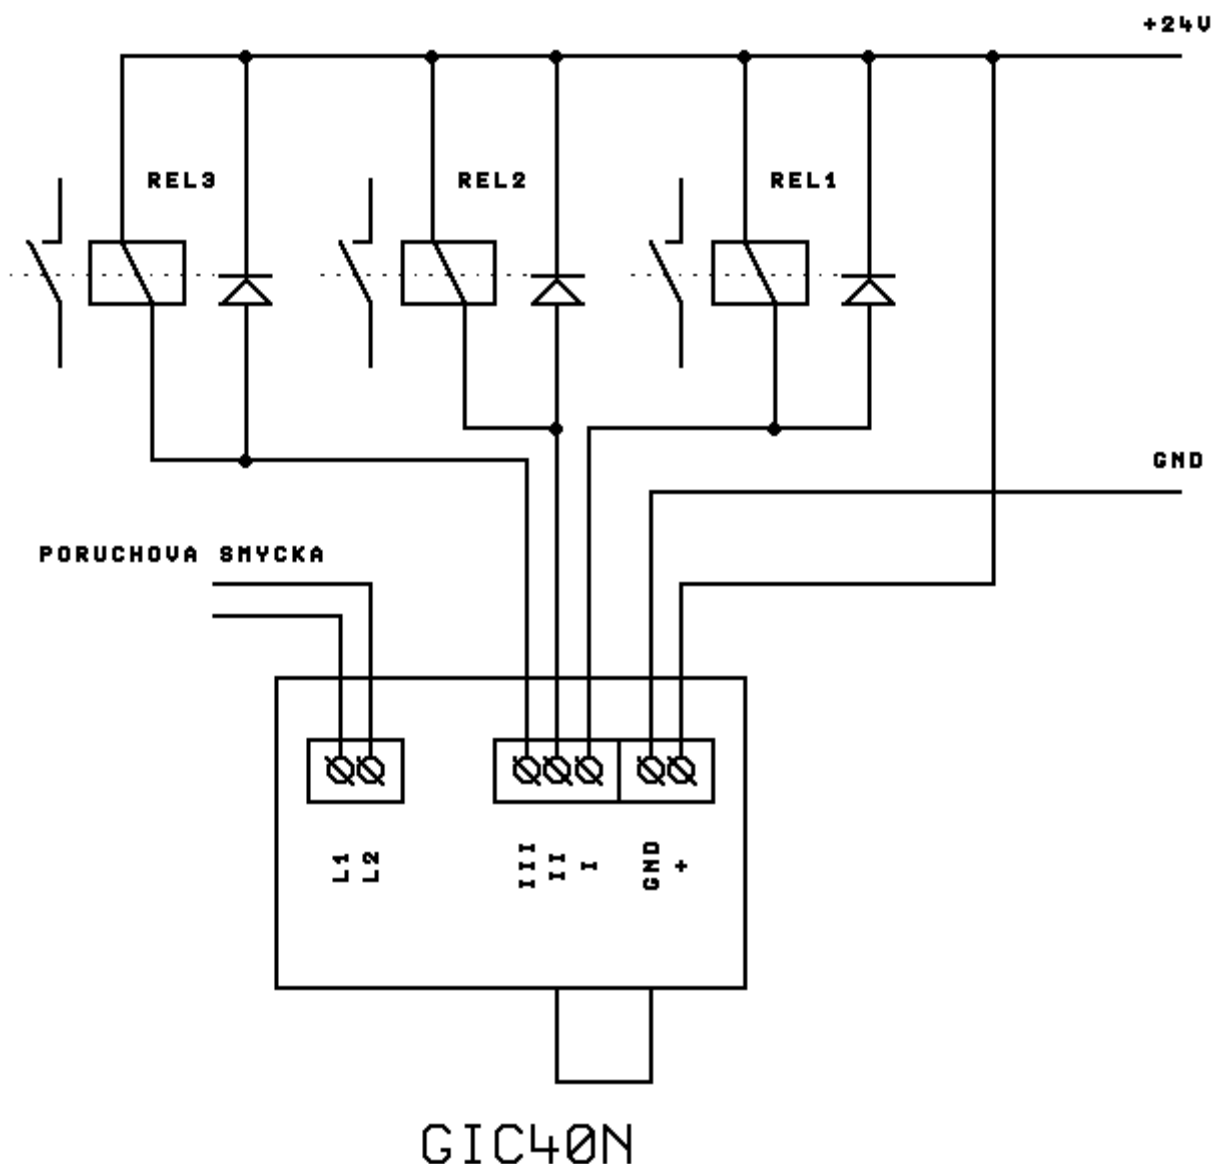 +24V
REL3
REL2
REL1
GND
PORUCHOVA SMYCKA
L1
L2
III
II
I
GND
+
GIC40N